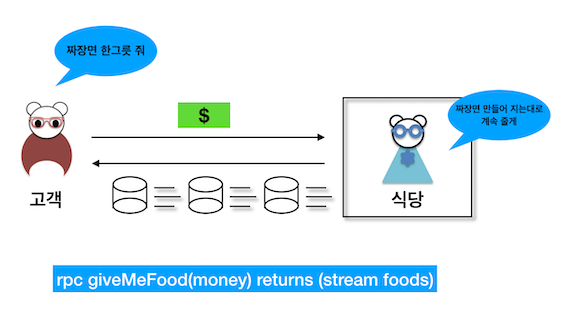 짜장면 한그릇 줘
$
짜장면 만들어 지는대로
계속 줄게
고객
식당
rpc giveMeFood(money) returns (stream foods)